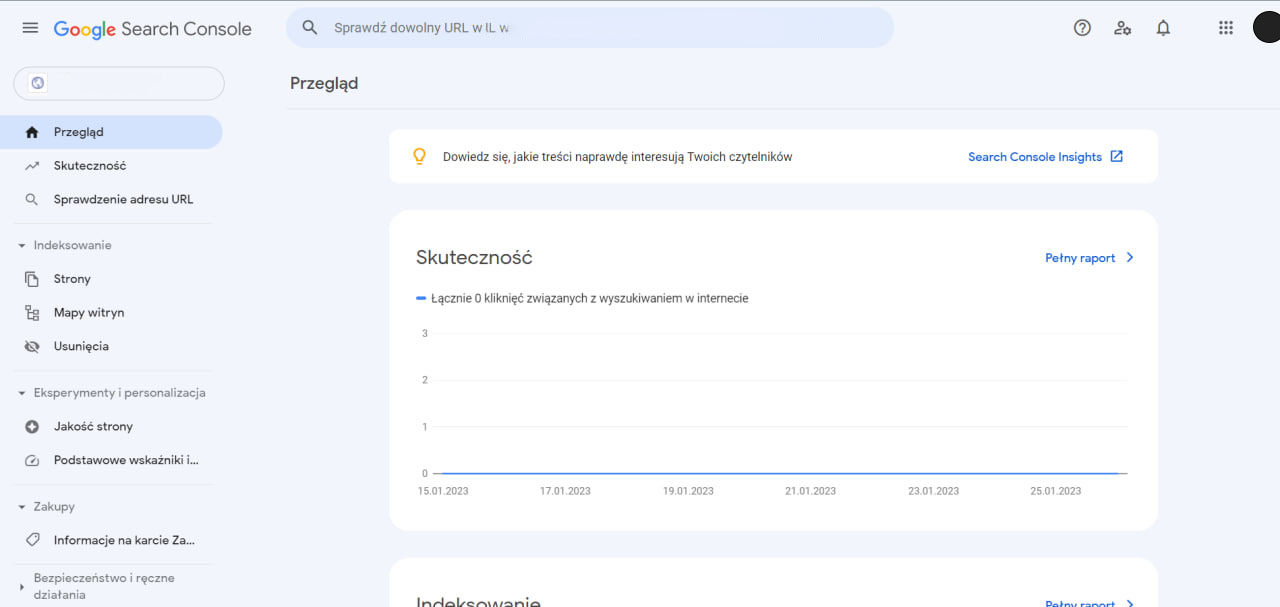 Google Search Console
Sprawdź dowolny URL w
Przegląd
Przegląd
Skuteczność
Sprawdzenie adresu URL
Indeksowanie
Strony
Mapy witryn
Usunięcia
Eksperymenty i personalizacja
Jakość strony
Podstawowe wskaźniki i...
Zakupy
Informacje na karcie Za...
Bezpieczeństwo i ręczne
działania
Dowiedz się, jakie treści naprawdę interesują Twoich czytelników
Search Console Insights
Skuteczność
Pełny raport
Łącznie 0 kliknięć związanych z wyszukiwaniem w internecie
3
2
1
0
15.01.2023 17.01.2023 19.01.2023 21.01.2023 23.01.2023 25.01.2023
Indeksowanie
Pełny raport